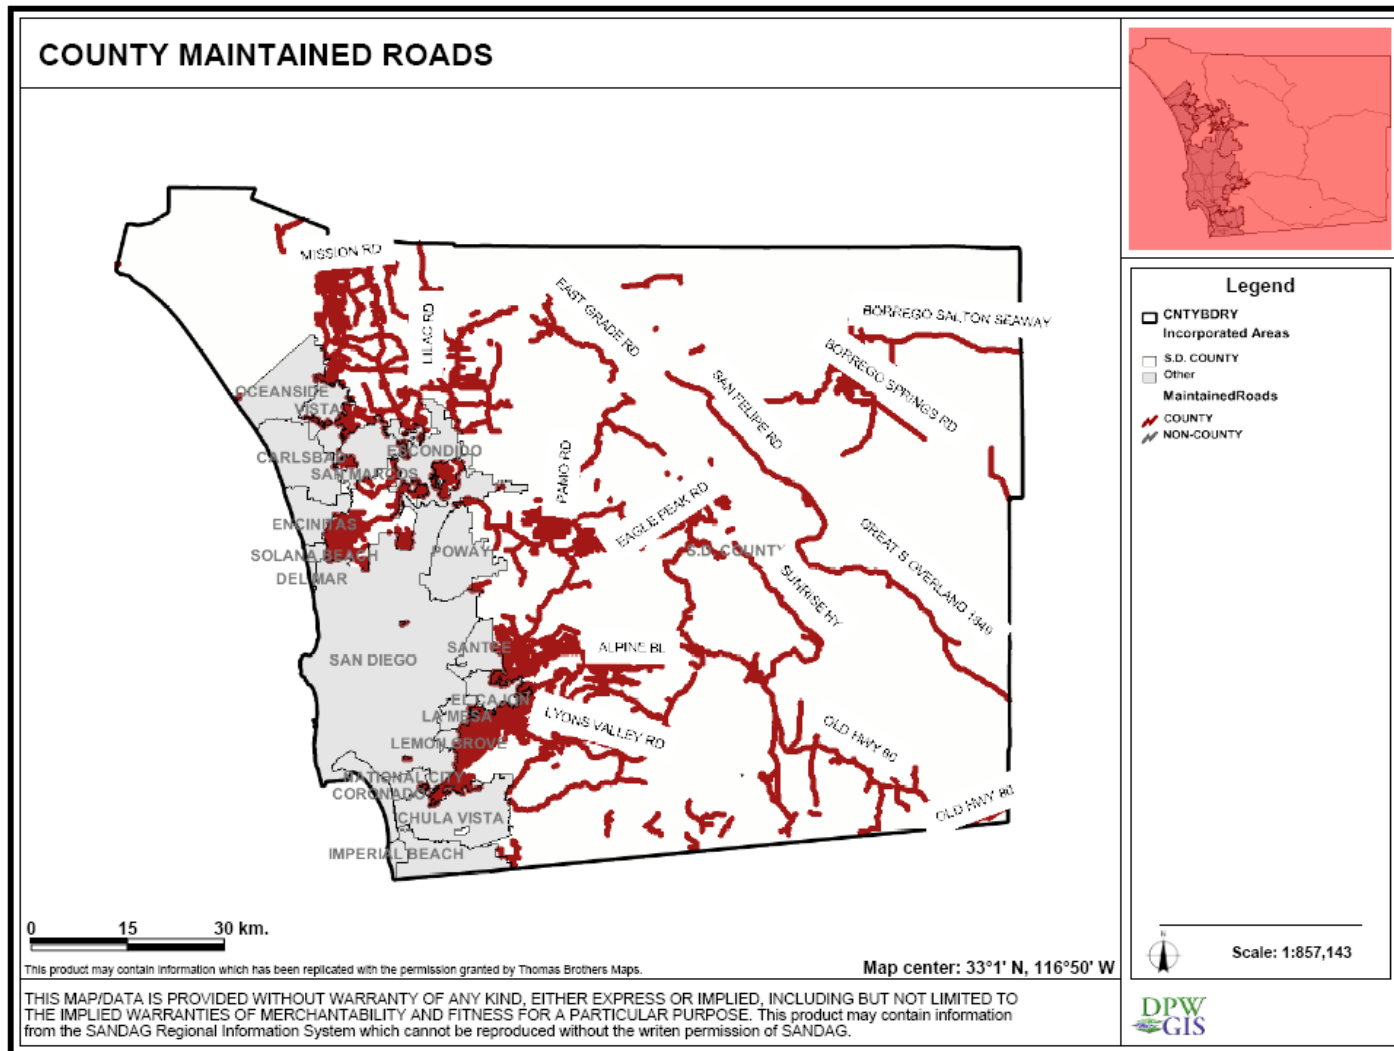 COUNTY MAINTAINED ROADS
MISSION RD
LILAC RD
EAST GRADE RD
BORREGO SALTON SEAWAY
BORREGO SPRINGS RD
SAN FELIPE RD
OCEANSIDE
VISTA
CARLSBAD
SAN MARCOS
ESCONDIDO
PAMO RD
EAGLE PEAK RD
ENCINITAS
SOLANA BEACH
DEL MAR
POWAY
S.D. COUNTY
GREAT S OVERLAND 1849
SUNRISE HY
SAN DIEGO
SANTEE
ALPINE BL
EL CAJON
LA MESA
LYONS VALLEY RD
LEMON GROVE
OLD HWY 80
NATIONAL CITY
CORONADO
CHULA VISTA
OLD HWY 80
IMPERIAL BEACH
0 15 30 km.
This product may contain information which has been replicated with the permission granted by Thomas Brothers Maps.
Map center: 33°1' N, 116°50' W
THIS MAP/DATA IS PROVIDED WITHOUT WARRANTY OF ANY KIND, EITHER EXPRESS OR IMPLIED, INCLUDING BUT NOT LIMITED TO
THE IMPLIED WARRANTIES OF MERCHANTABILITY AND FITNESS FOR A PARTICULAR PURPOSE. This product may contain information
from the SANDAG Regional Information System which cannot be reproduced without the writen permission of SANDAG.
Legend
CNTYBDRY
Incorporated Areas
S.D. COUNTY
Other
MaintainedRoads
COUNTY
NON-COUNTY
N
Scale: 1:857,143
DPW
GIS